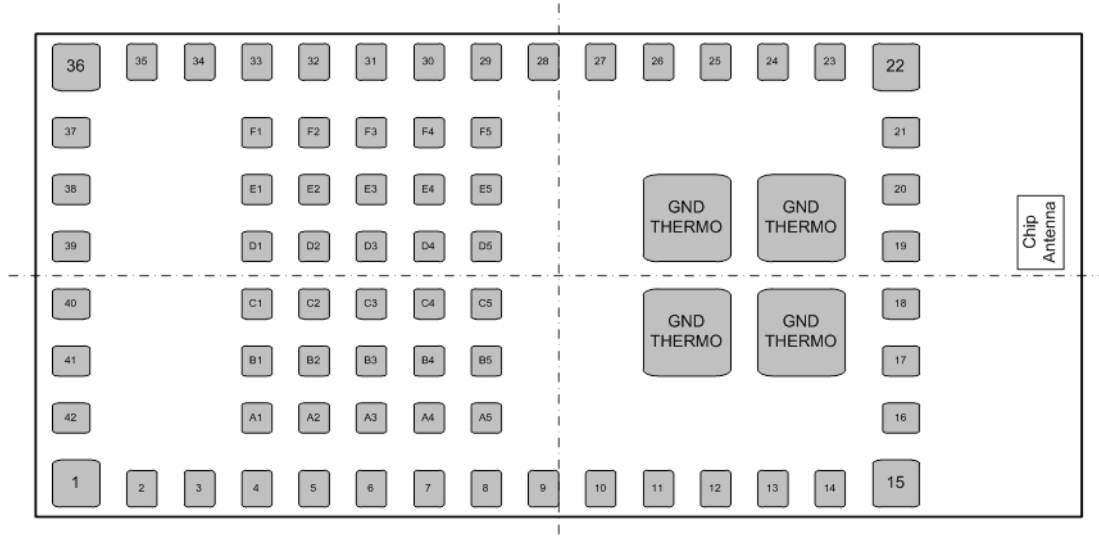 36
35
34
33
32
31
30
29
28
27
26
25
24
23
22
37
F1
F2
F3
F4
F5
21
38
E1
E2
E3
E4
E5
20
GND
THERMO
GND
THERMO
39
D1
D2
D3
D4
D5
19
Chip
Antenna
40
C1
C2
C3
C4
C5
18
GND
THERMO
GND
THERMO
41
B1
B2
B3
B4
B5
17
42
A1
A2
A3
A4
A5
16
1
2
3
4
5
6
7
8
9
10
11
12
13
14
15